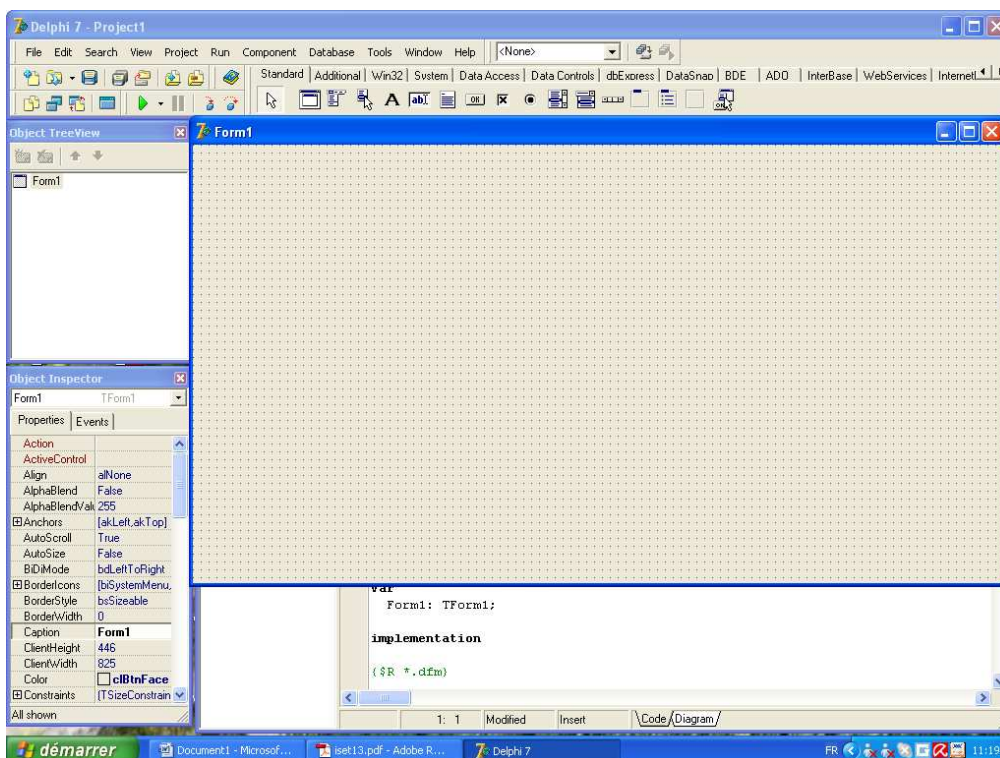 Delphi 7 - Project1
File Edit Search View Project Run Component Database Tools Window Help <None>
Standard Additional Win32 System Data Access Data Controls dbExpress DataSnap BDE ADO InterBase WebServices InternetE
Object TreeView
Form1
Form1
Object Inspector
Form1 TForm1
Properties Events
Action
ActiveControl
Align alNone
AlphaBlend False
AlphaBlendValu 255
Anchors [akLeft,akTop]
AutoScroll True
AutoSize False
BiDiMode bdLeftToRight
BorderIcons [biSystemMenu,
BorderStyle bsSizeable
BorderWidth 0
Caption Form1
ClientHeight 446
ClientWidth 825
Color clBtnFace
Constraints (TSizeConstrain
All shown
var
Form1: TForm1;
implementation
{$R *.dfm}
1: 1 Modified Insert Code Diagram
démarrer Document1 - Microsof... iset13.pdf - Adobe R... Delphi 7 FR 11:19